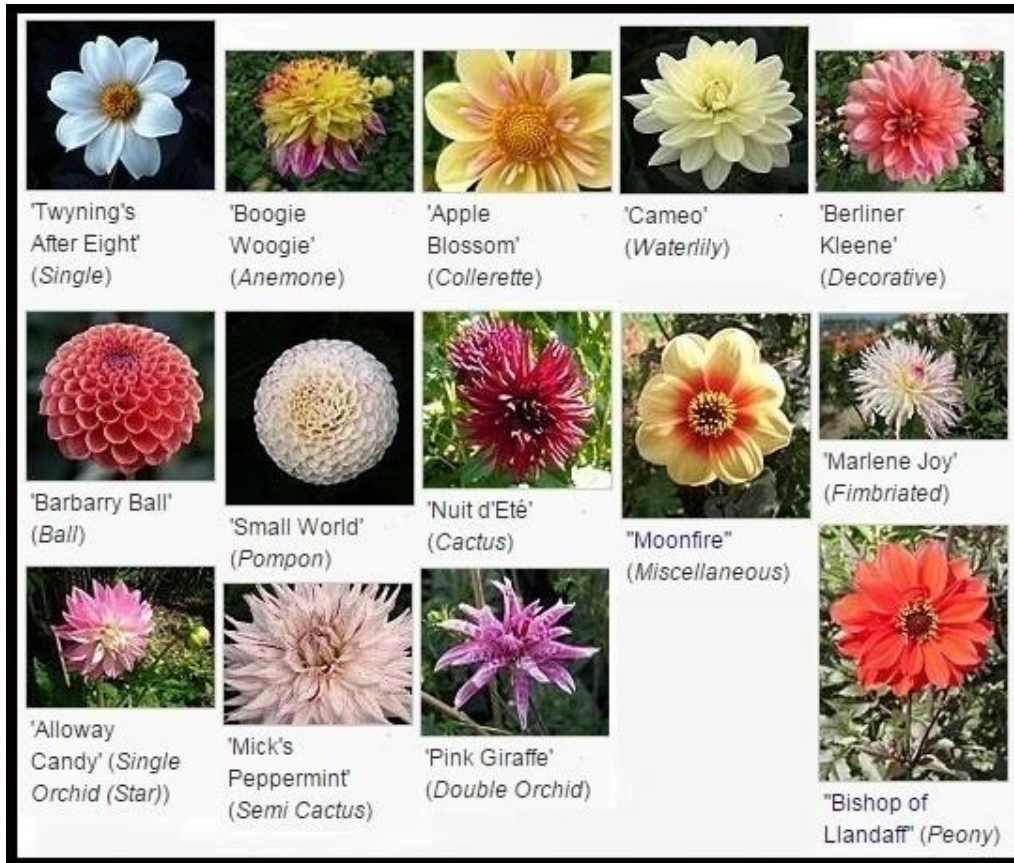 'Twyning's
After Eight'
(Single)
'Boogie
Woogie'
(Anemone)
'Apple
Blossom'
(Collerette)
'Cameo'
(Waterlily)
'Berliner
Kleene'
(Decorative)
'Barbarry Ball'
(Ball)
'Small World'
(Pompon)
'Nuit d'Eté'
(Cactus)
"Moonfire"
(Miscellaneous)
'Marlene Joy'
(Fimbriated)
'Alloway
Candy' (Single
Orchid (Star))
'Mick's
Peppermint'
(Semi Cactus)
'Pink Giraffe'
(Double Orchid)
"Bishop of
Llandaff" (Peony)